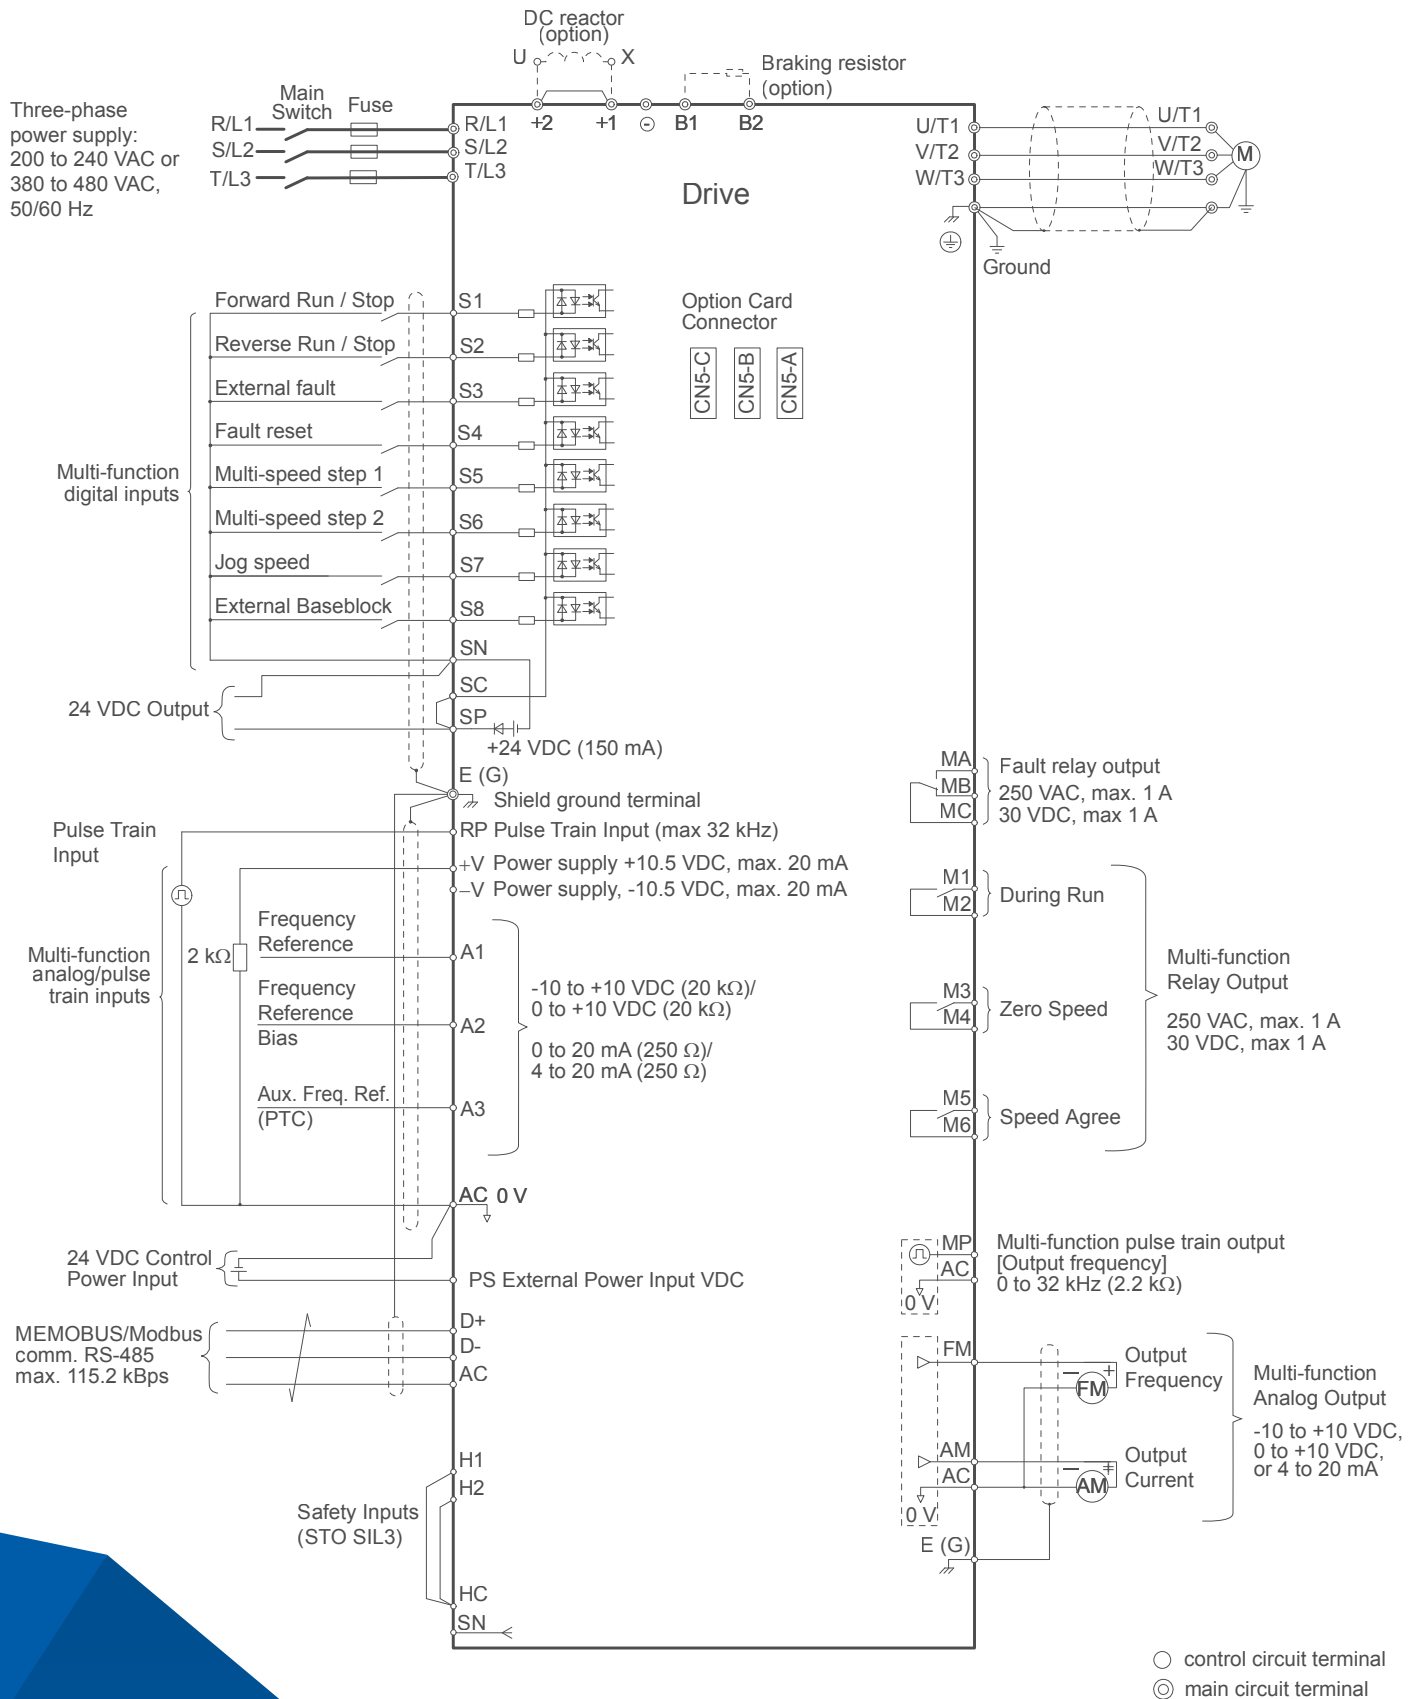 DC reactor
(option)
U
X
Braking resistor
(option)
Three-phase
power supply:
200 to 240 VAC or
380 to 480 VAC,
50/60 Hz
Main
Switch
Fuse
R/L1
S/L2
T/L3
R/L1
S/L2
T/L3
+2
+1
B1
B2
Drive
U/T1
V/T2
W/T3
U/T1
V/T2
W/T3
M
Ground
Option Card
Connector
CN5-C
CN5-B
CN5-A
Multi-function
digital inputs
Forward Run / Stop
S1
Reverse Run / Stop
S2
External fault
S3
Fault reset
S4
Multi-speed step 1
S5
Multi-speed step 2
S6
Jog speed
S7
External Baseblock
S8
SN
SC
SP
24 VDC Output
+24 VDC (150 mA)
E (G)
Shield ground terminal
Pulse Train
Input
RP Pulse Train Input (max 32 kHz)
+V Power supply +10.5 VDC, max. 20 mA
–V Power supply, -10.5 VDC, max. 20 mA
Multi-function
analog/pulse
train inputs
2 kΩ
Frequency
Reference
A1
Frequency
Reference
Bias
A2
Aux. Freq. Ref.
(PTC)
A3
-10 to +10 VDC (20 kΩ)/
0 to +10 VDC (20 kΩ)
0 to 20 mA (250 Ω)/
4 to 20 mA (250 Ω)
AC 0 V
24 VDC Control
Power Input
PS External Power Input VDC
MEMOBUS/Modbus
comm. RS-485
max. 115.2 kBps
D+
D-
AC
Safety Inputs
(STO SIL3)
H1
H2
HC
SN
MA
MB
MC
Fault relay output
250 VAC, max. 1 A
30 VDC, max 1 A
M1
M2
During Run
M3
M4
Zero Speed
M5
M6
Speed Agree
Multi-function
Relay Output
250 VAC, max. 1 A
30 VDC, max 1 A
MP
AC
0 V
Multi-function pulse train output
[Output frequency]
0 to 32 kHz (2.2 kΩ)
FM
FM
Output
Frequency
AM
AC
0 V
AM
Output
Current
E (G)
Multi-function
Analog Output
-10 to +10 VDC,
0 to +10 VDC,
or 4 to 20 mA
control circuit terminal
main circuit terminal